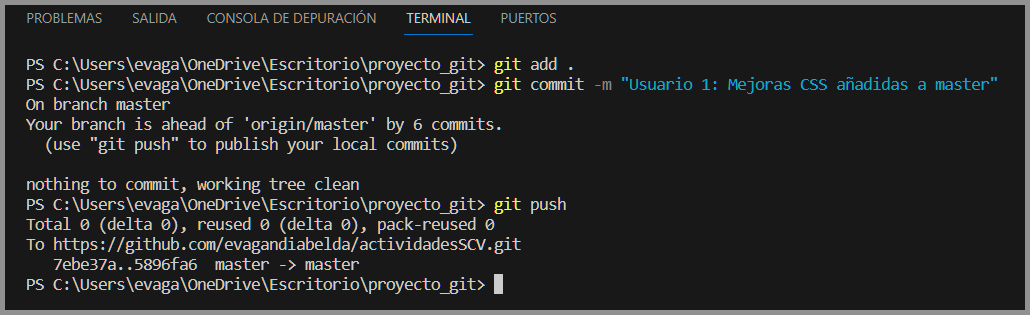 PROBLEMAS SALIDA CONSOLA DE DEPURACIÓN TERMINAL PUERTOS
PS C:\Users\evaga\OneDrive\Escritorio\proyecto_git> git add .
PS C:\Users\evaga\OneDrive\Escritorio\proyecto_git> git commit -m "Usuario 1: Mejoras CSS añadidas a master"
On branch master
Your branch is ahead of 'origin/master' by 6 commits.
  (use "git push" to publish your local commits)
nothing to commit, working tree clean
PS C:\Users\evaga\OneDrive\Escritorio\proyecto_git> git push
Total 0 (delta 0), reused 0 (delta 0), pack-reused 0
To https://github.com/evagandiabelda/actividadesSCV.git
   7ebe37a..5896fa6  master -> master
PS C:\Users\evaga\OneDrive\Escritorio\proyecto_git>